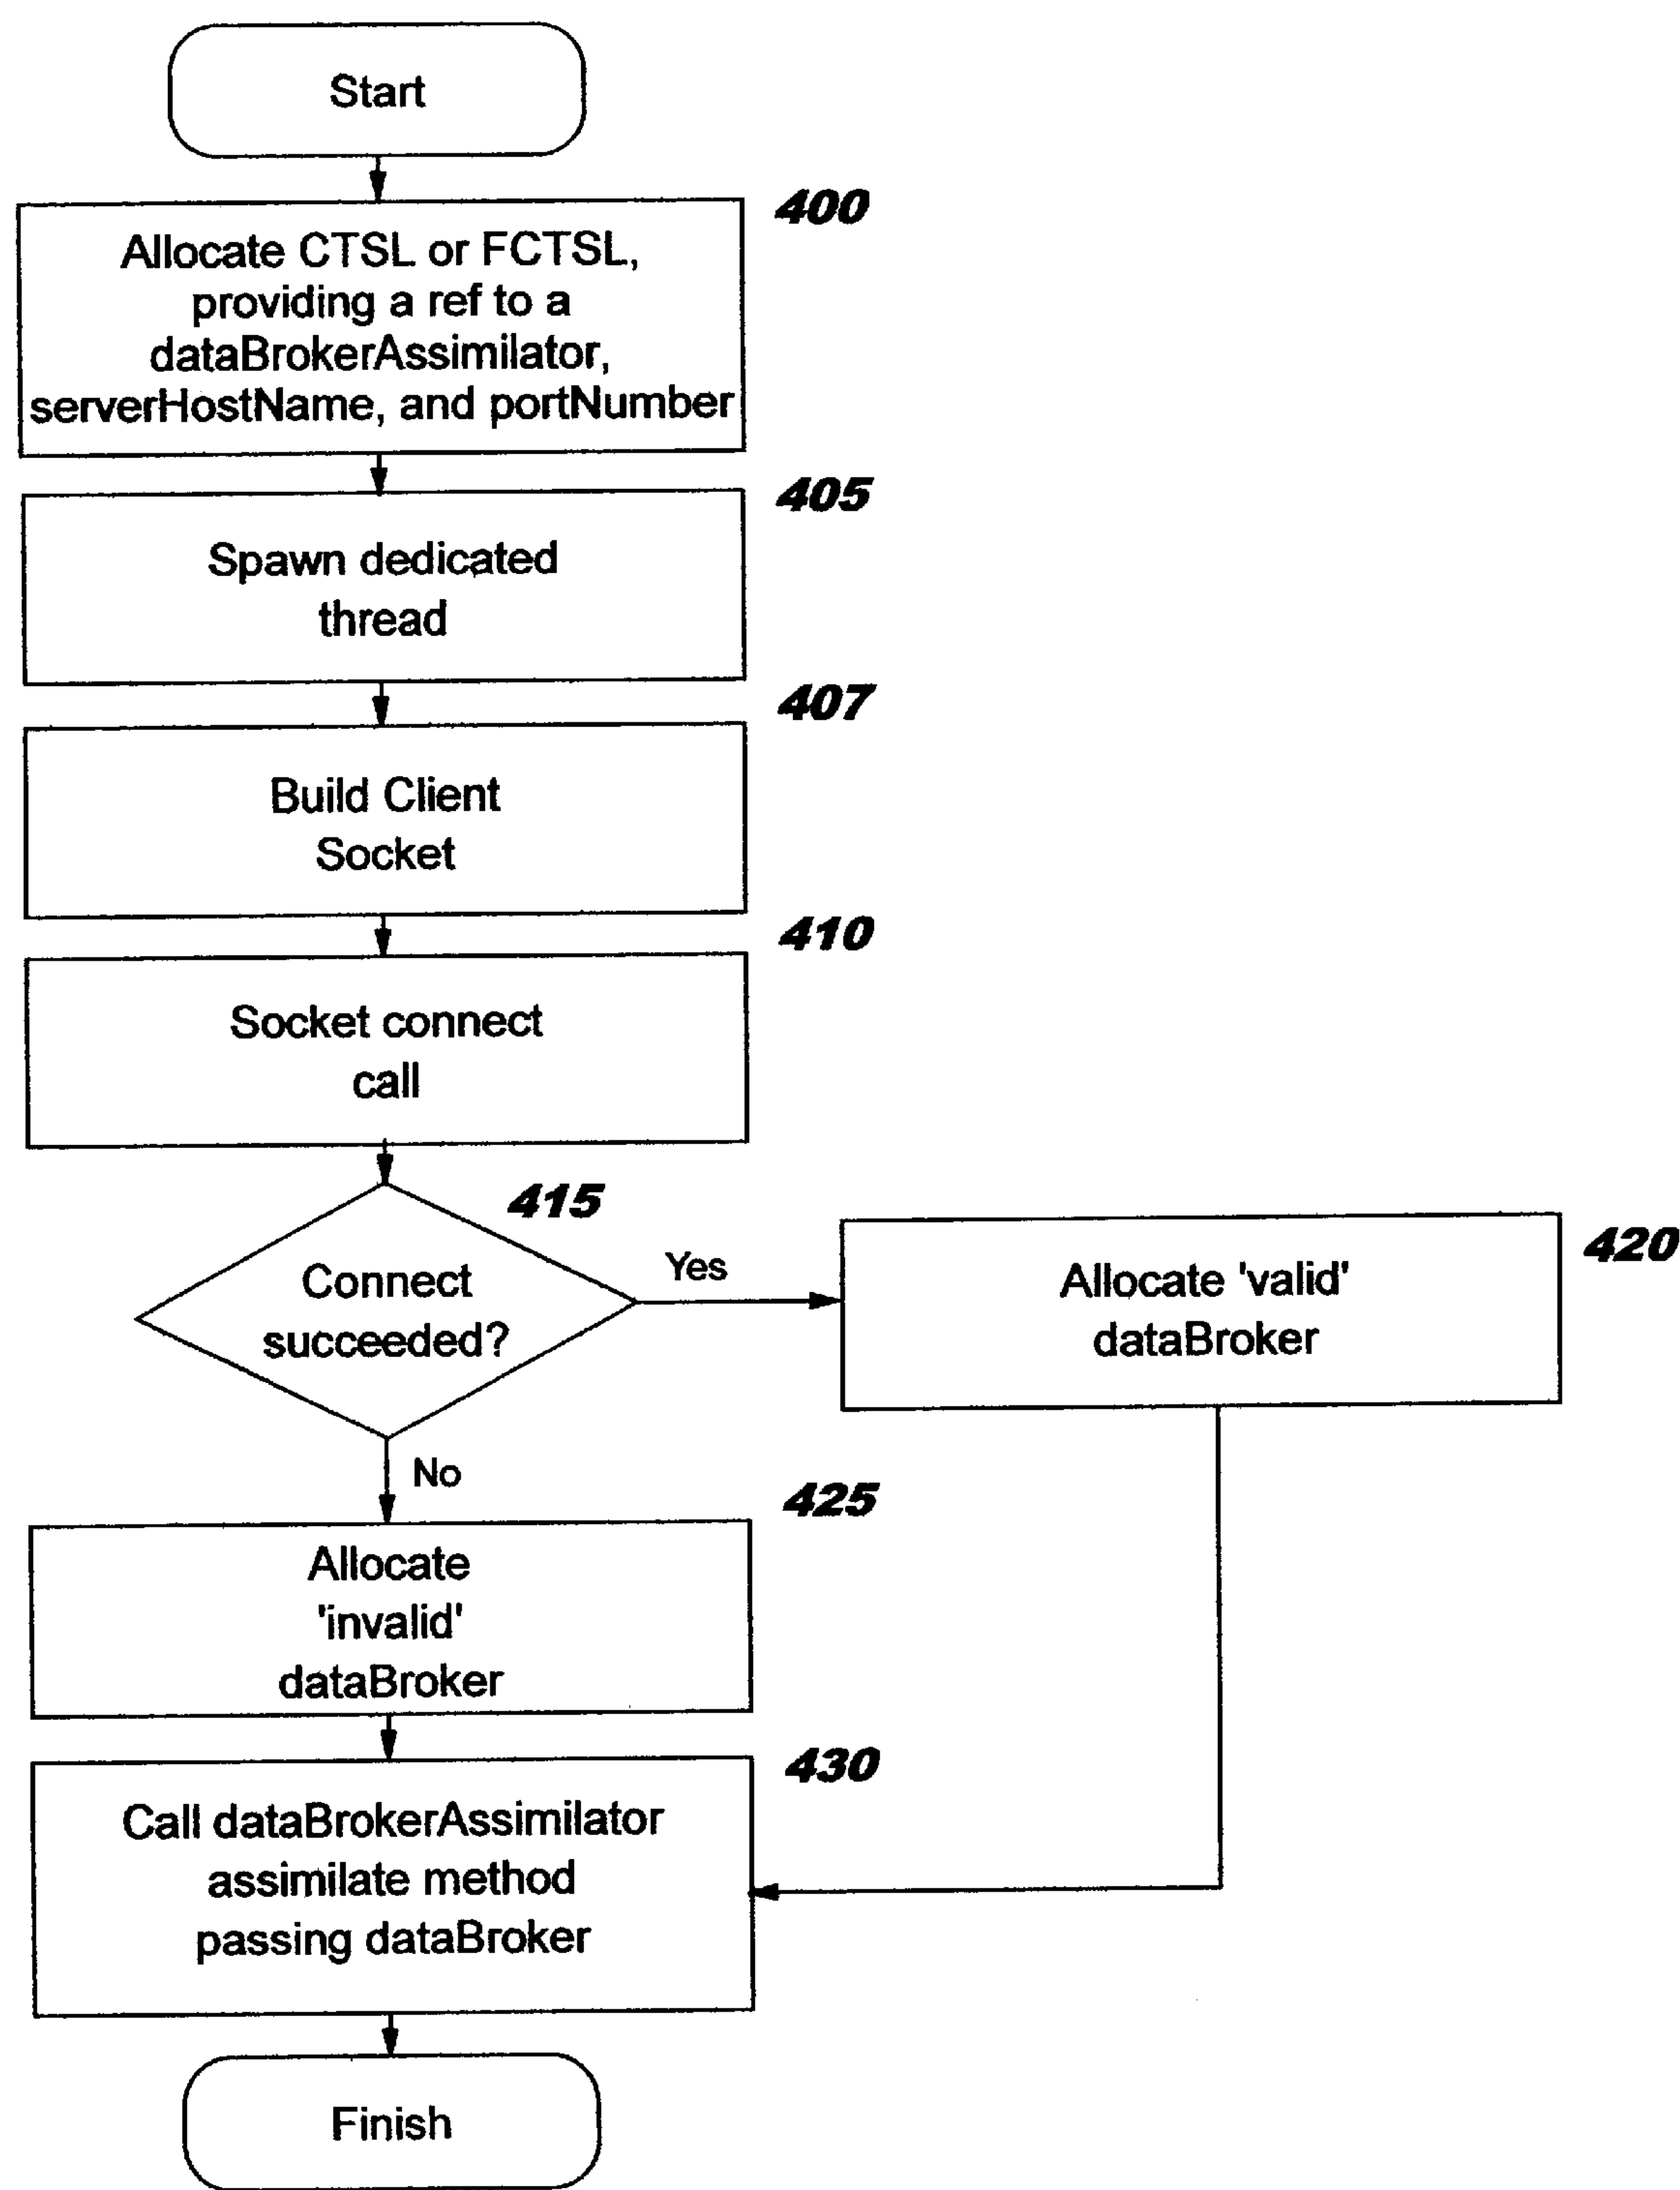 Start
400
Allocate CTSL or FCTSL,
providing a ref to a
dataBrokerAssimilator,
serverHostName, and portNumber
405
Spawn dedicated
thread
407
Build Client
Socket
410
Socket connect
call
415
Connect
succeeded?
Yes
420
Allocate 'valid'
dataBroker
No
425
Allocate
'invalid'
dataBroker
430
Call dataBrokerAssimilator
assimilate method
passing dataBroker
Finish